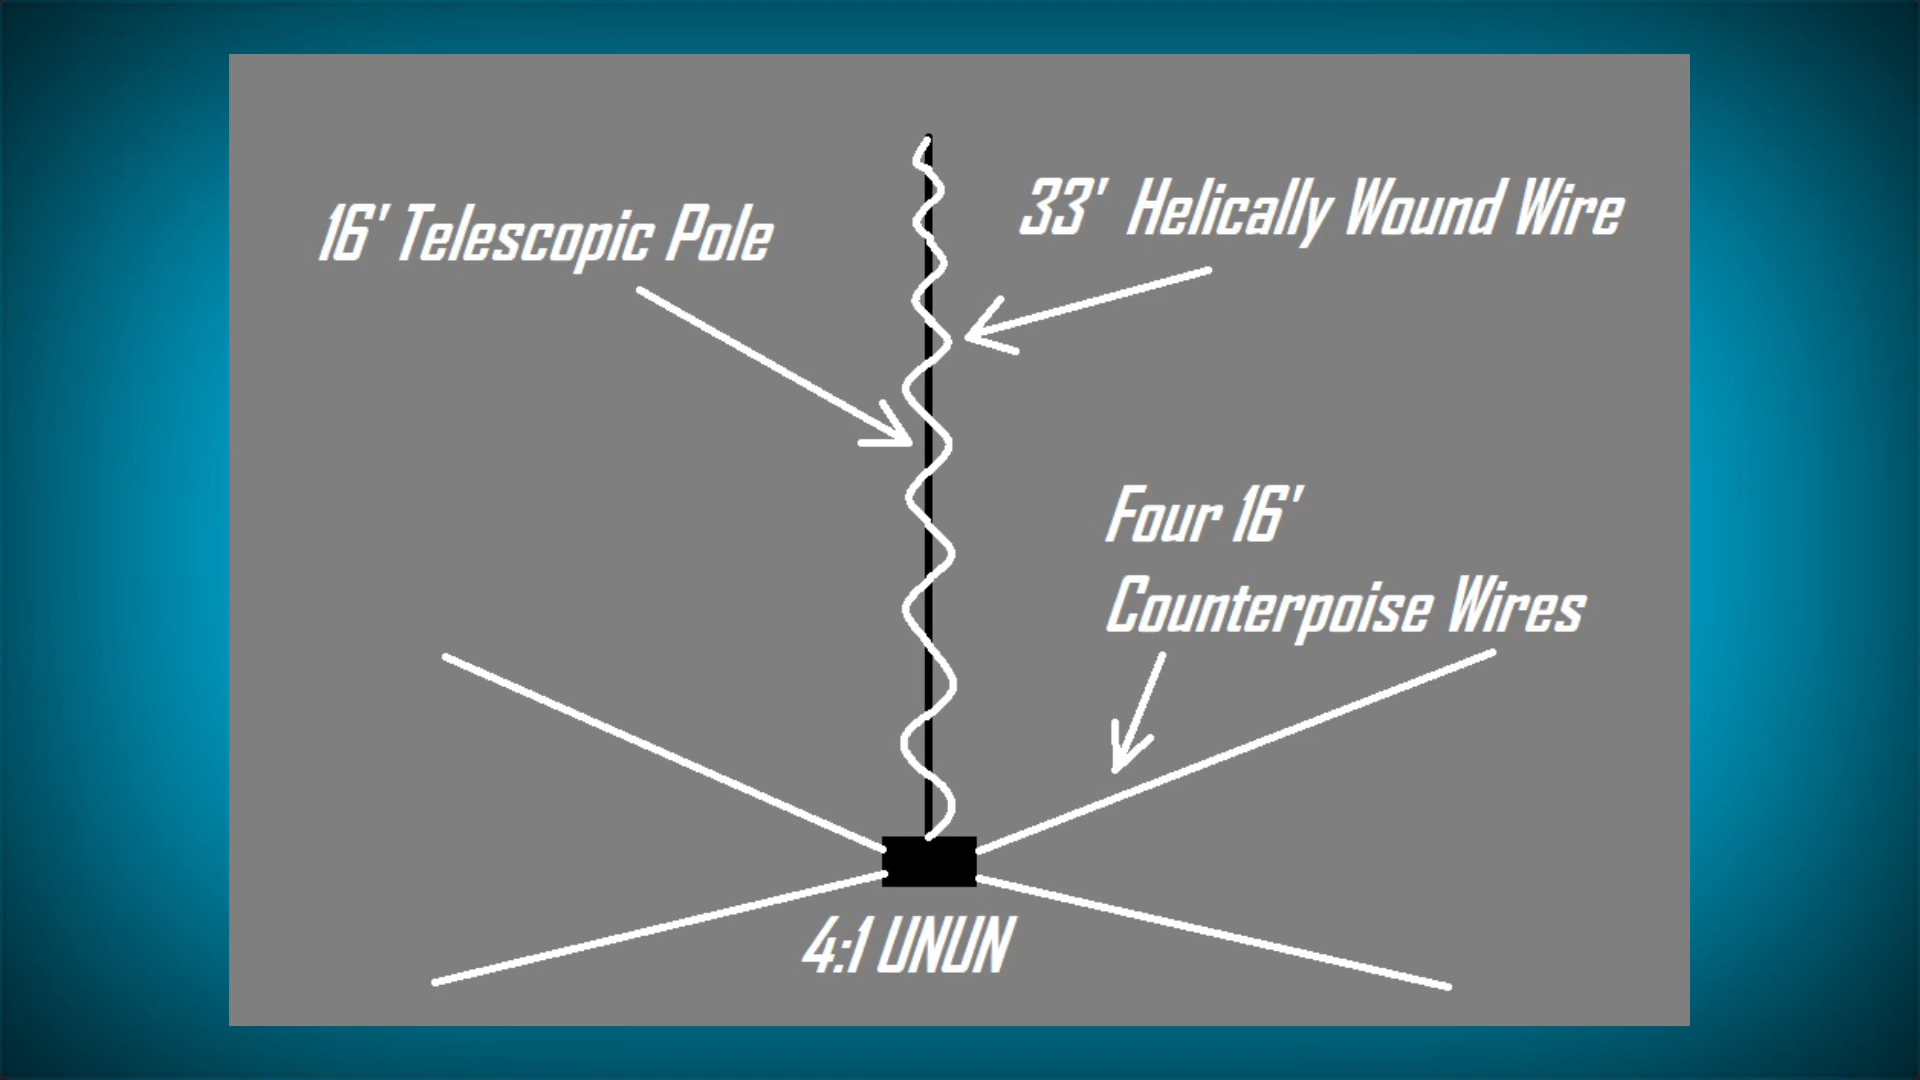 16' Telescopic Pole
33' Helically Wound Wire
Four 16'
Counterpoise Wires
4:1 UNUN